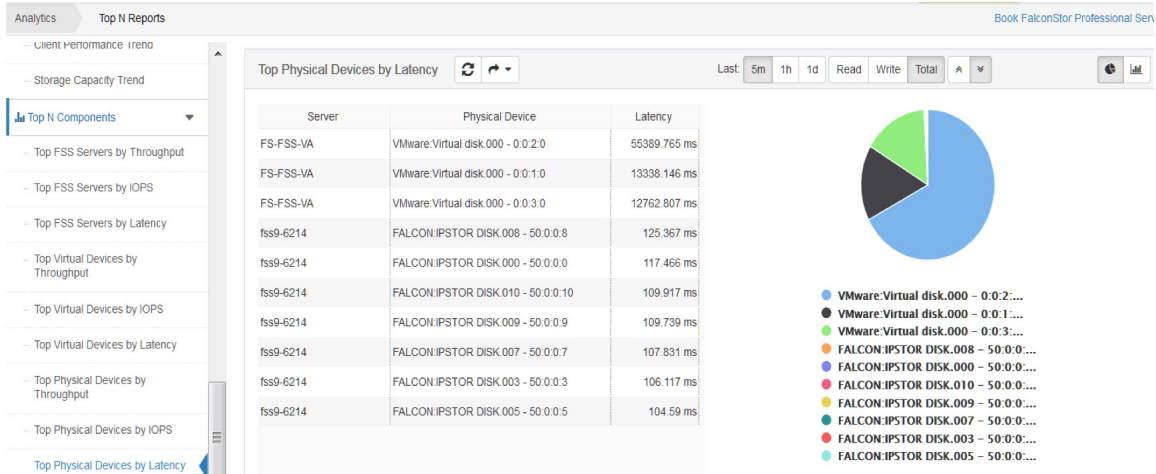 Analytics
Top N Reports
Book FalconStor Professional Serv
Client Performance Trend
Storage Capacity Trend
Top N Components
Top FSS Servers by Throughput
Top FSS Servers by IOPS
Top FSS Servers by Latency
Top Virtual Devices by
Throughput
Top Virtual Devices by IOPS
Top Virtual Devices by Latency
Top Physical Devices by
Throughput
Top Physical Devices by IOPS
Top Physical Devices by Latency
Top Physical Devices by Latency
Last: 5m 1h 1d Read Write Total
Server Physical Device Latency
FS-FSS-VA VMware:Virtual disk.000 - 0:0:2:0 55389.765 ms
FS-FSS-VA VMware:Virtual disk.000 - 0:0:1:0 13338.146 ms
FS-FSS-VA VMware:Virtual disk.000 - 0:0:3:0 12762.807 ms
fss9-6214 FALCON:IPSTOR DISK.008 - 50:0:0:8 125.367 ms
fss9-6214 FALCON:IPSTOR DISK.000 - 50:0:0:0 117.466 ms
fss9-6214 FALCON:IPSTOR DISK.010 - 50:0:0:10 109.917 ms
fss9-6214 FALCON:IPSTOR DISK.009 - 50:0:0:9 109.739 ms
fss9-6214 FALCON:IPSTOR DISK.007 - 50:0:0:7 107.831 ms
fss9-6214 FALCON:IPSTOR DISK.003 - 50:0:0:3 106.117 ms
fss9-6214 FALCON:IPSTOR DISK.005 - 50:0:0:5 104.59 ms
VMware:Virtual disk.000 - 0:0:2:...
VMware:Virtual disk.000 - 0:0:1:...
VMware:Virtual disk.000 - 0:0:3:...
FALCON:IPSTOR DISK.008 - 50:0:0:...
FALCON:IPSTOR DISK.000 - 50:0:0:...
FALCON:IPSTOR DISK.010 - 50:0:0:...
FALCON:IPSTOR DISK.009 - 50:0:0:...
FALCON:IPSTOR DISK.007 - 50:0:0:...
FALCON:IPSTOR DISK.003 - 50:0:0:...
FALCON:IPSTOR DISK.005 - 50:0:0:...